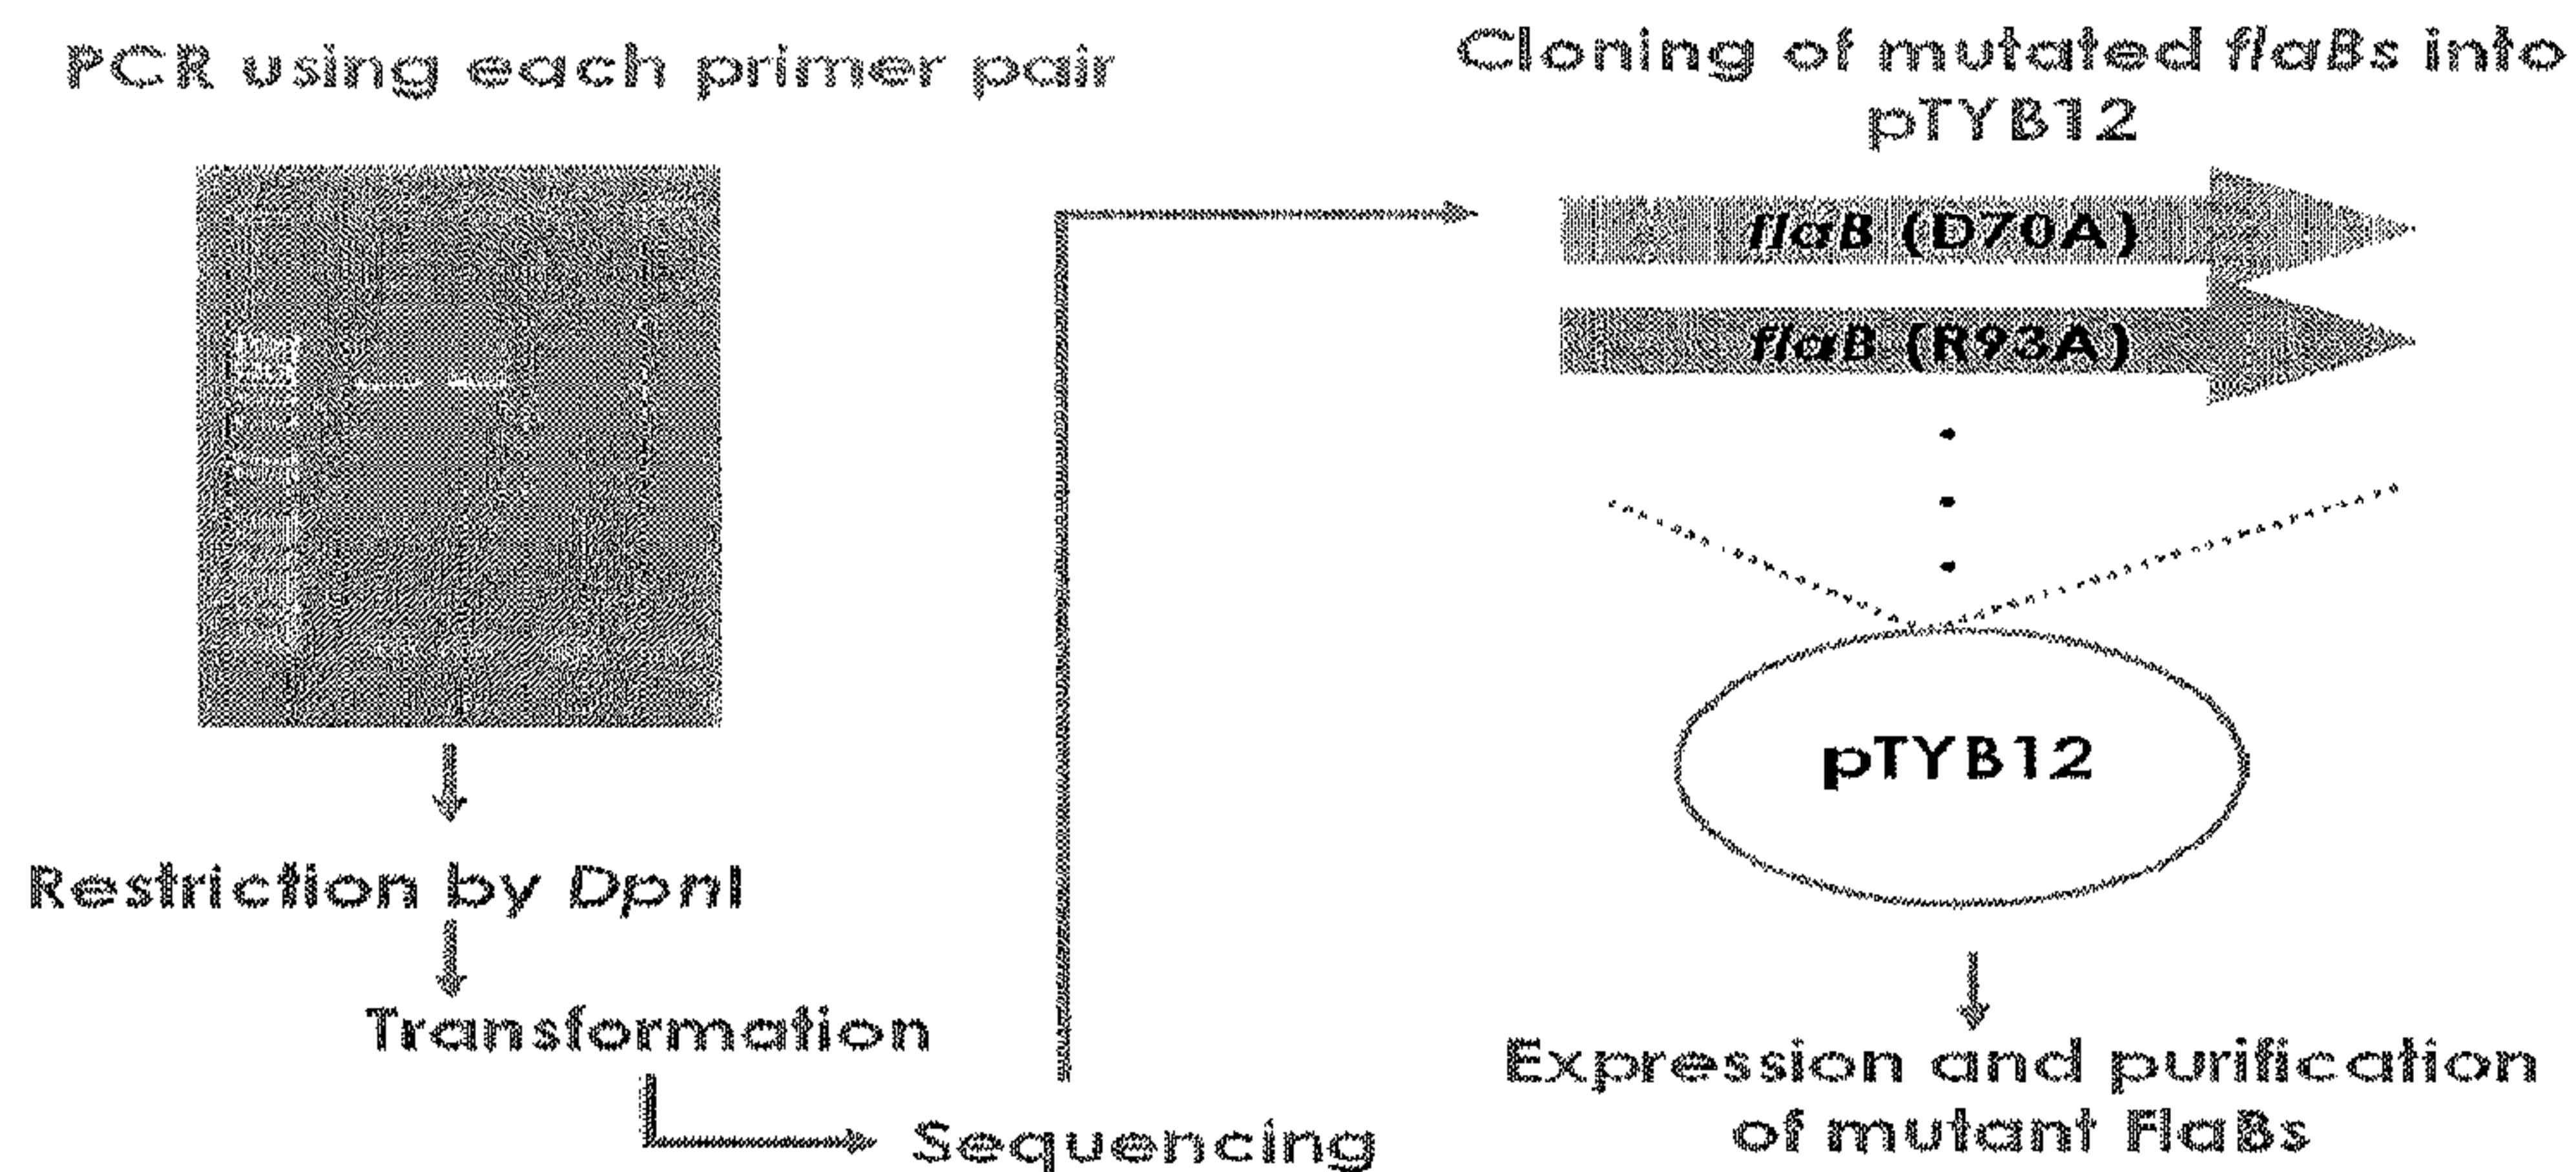 PCR using each primer pair
Restriction by DpnI
Transformation
Sequencing
Cloning of mutated flaBs into
pTYB12
flaB (D70A)
flaB (R93A)
pTYB12
Expression and purification
of mutant FlaBs